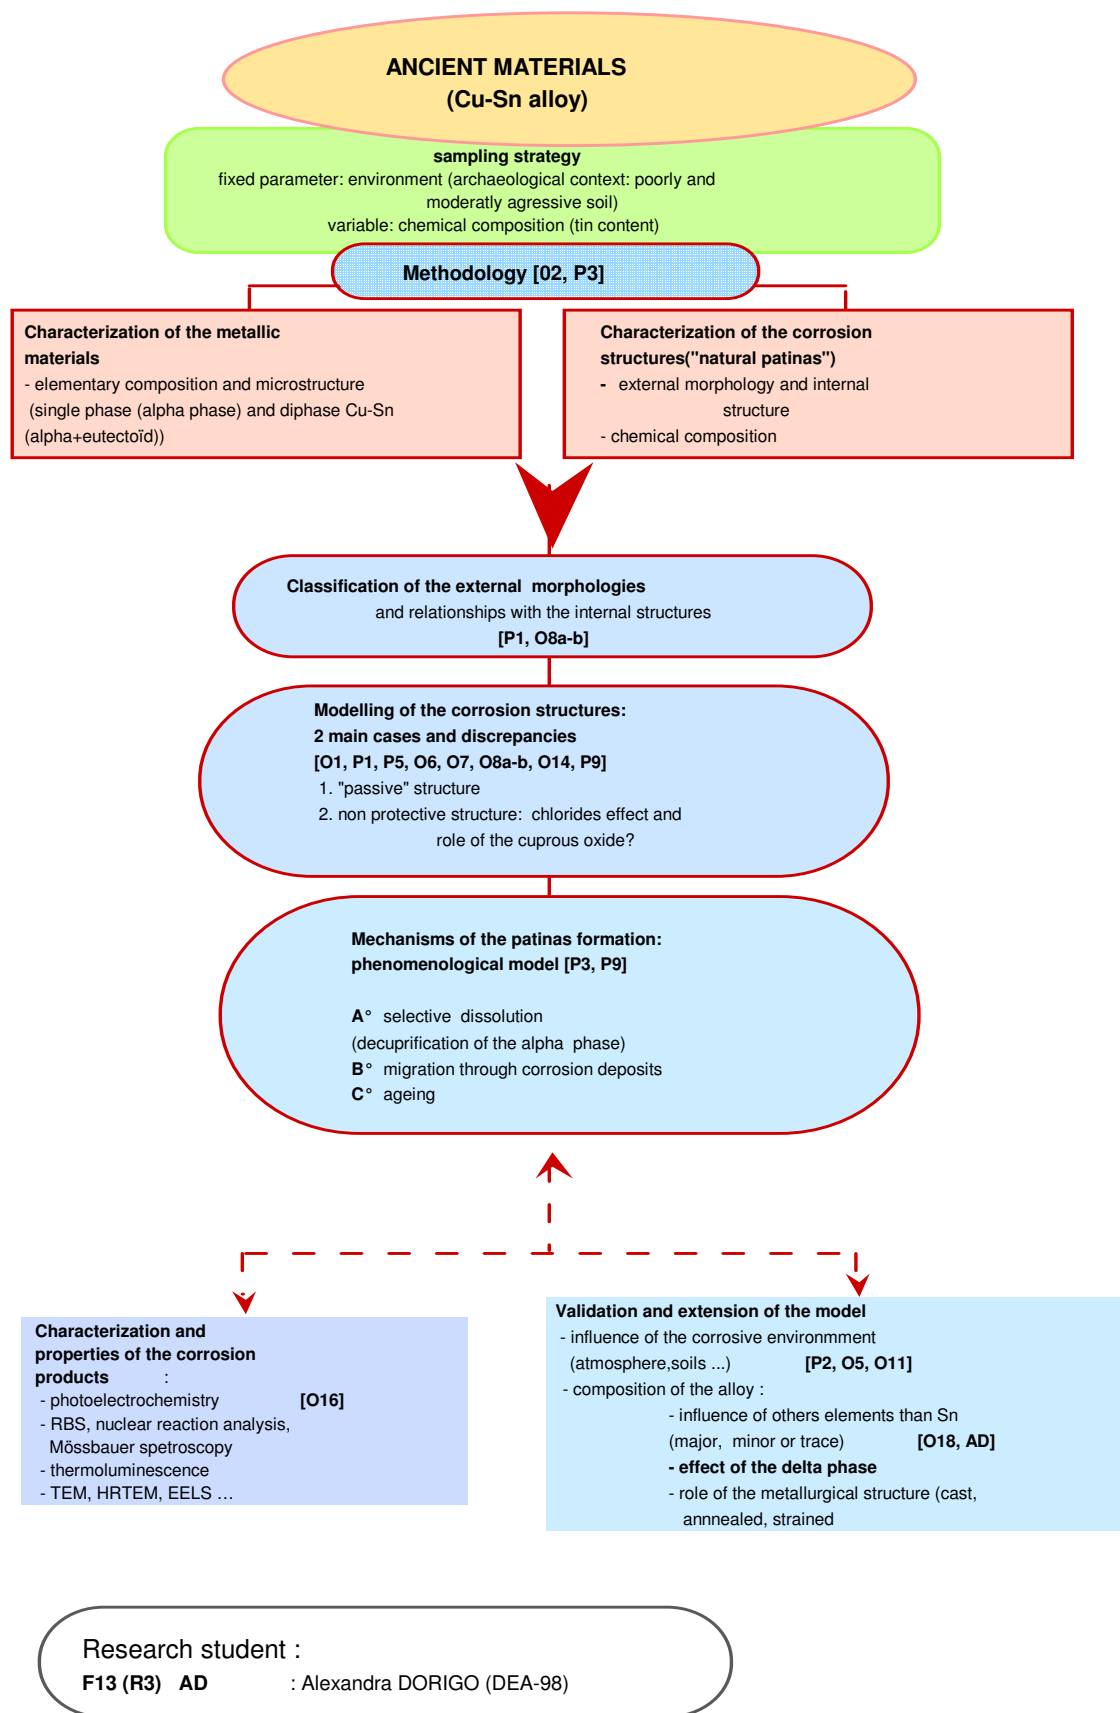 ANCIENT MATERIALS
(Cu-Sn alloy)
sampling strategy
fixed parameter: environment (archaeological context: poorly and
moderatly agressive soil)
variable: chemical composition (tin content)
Methodology [02, P3]
Characterization of the metallic
materials
- elementary composition and microstructure
(single phase (alpha phase) and diphase Cu-Sn
(alpha+eutectoïd))
Characterization of the corrosion
structures("natural patinas")
- external morphology and internal
structure
- chemical composition
Classification of the external morphologies
and relationships with the internal structures
[P1, O8a-b]
Modelling of the corrosion structures:
2 main cases and discrepancies
[O1, P1, P5, O6, O7, O8a-b, O14, P9]
1. "passive" structure
2. non protective structure: chlorides effect and
role of the cuprous oxide?
Mechanisms of the patinas formation:
phenomenological model [P3, P9]
A° selective dissolution
(decuprification of the alpha phase)
B° migration through corrosion deposits
C° ageing
Characterization and
properties of the corrosion
products :
- photoelectrochemistry [O16]
- RBS, nuclear reaction analysis,
Mössbauer spetroscopy
- thermoluminescence
- TEM, HRTEM, EELS ...
Validation and extension of the model
- influence of the corrosive environmment
(atmosphere,soils ...) [P2, O5, O11]
- composition of the alloy :
- influence of others elements than Sn
(major, minor or trace) [O18, AD]
- effect of the delta phase
- role of the metallurgical structure (cast,
annnealed, strained
Research student :
F13 (R3) AD : Alexandra DORIGO (DEA-98)